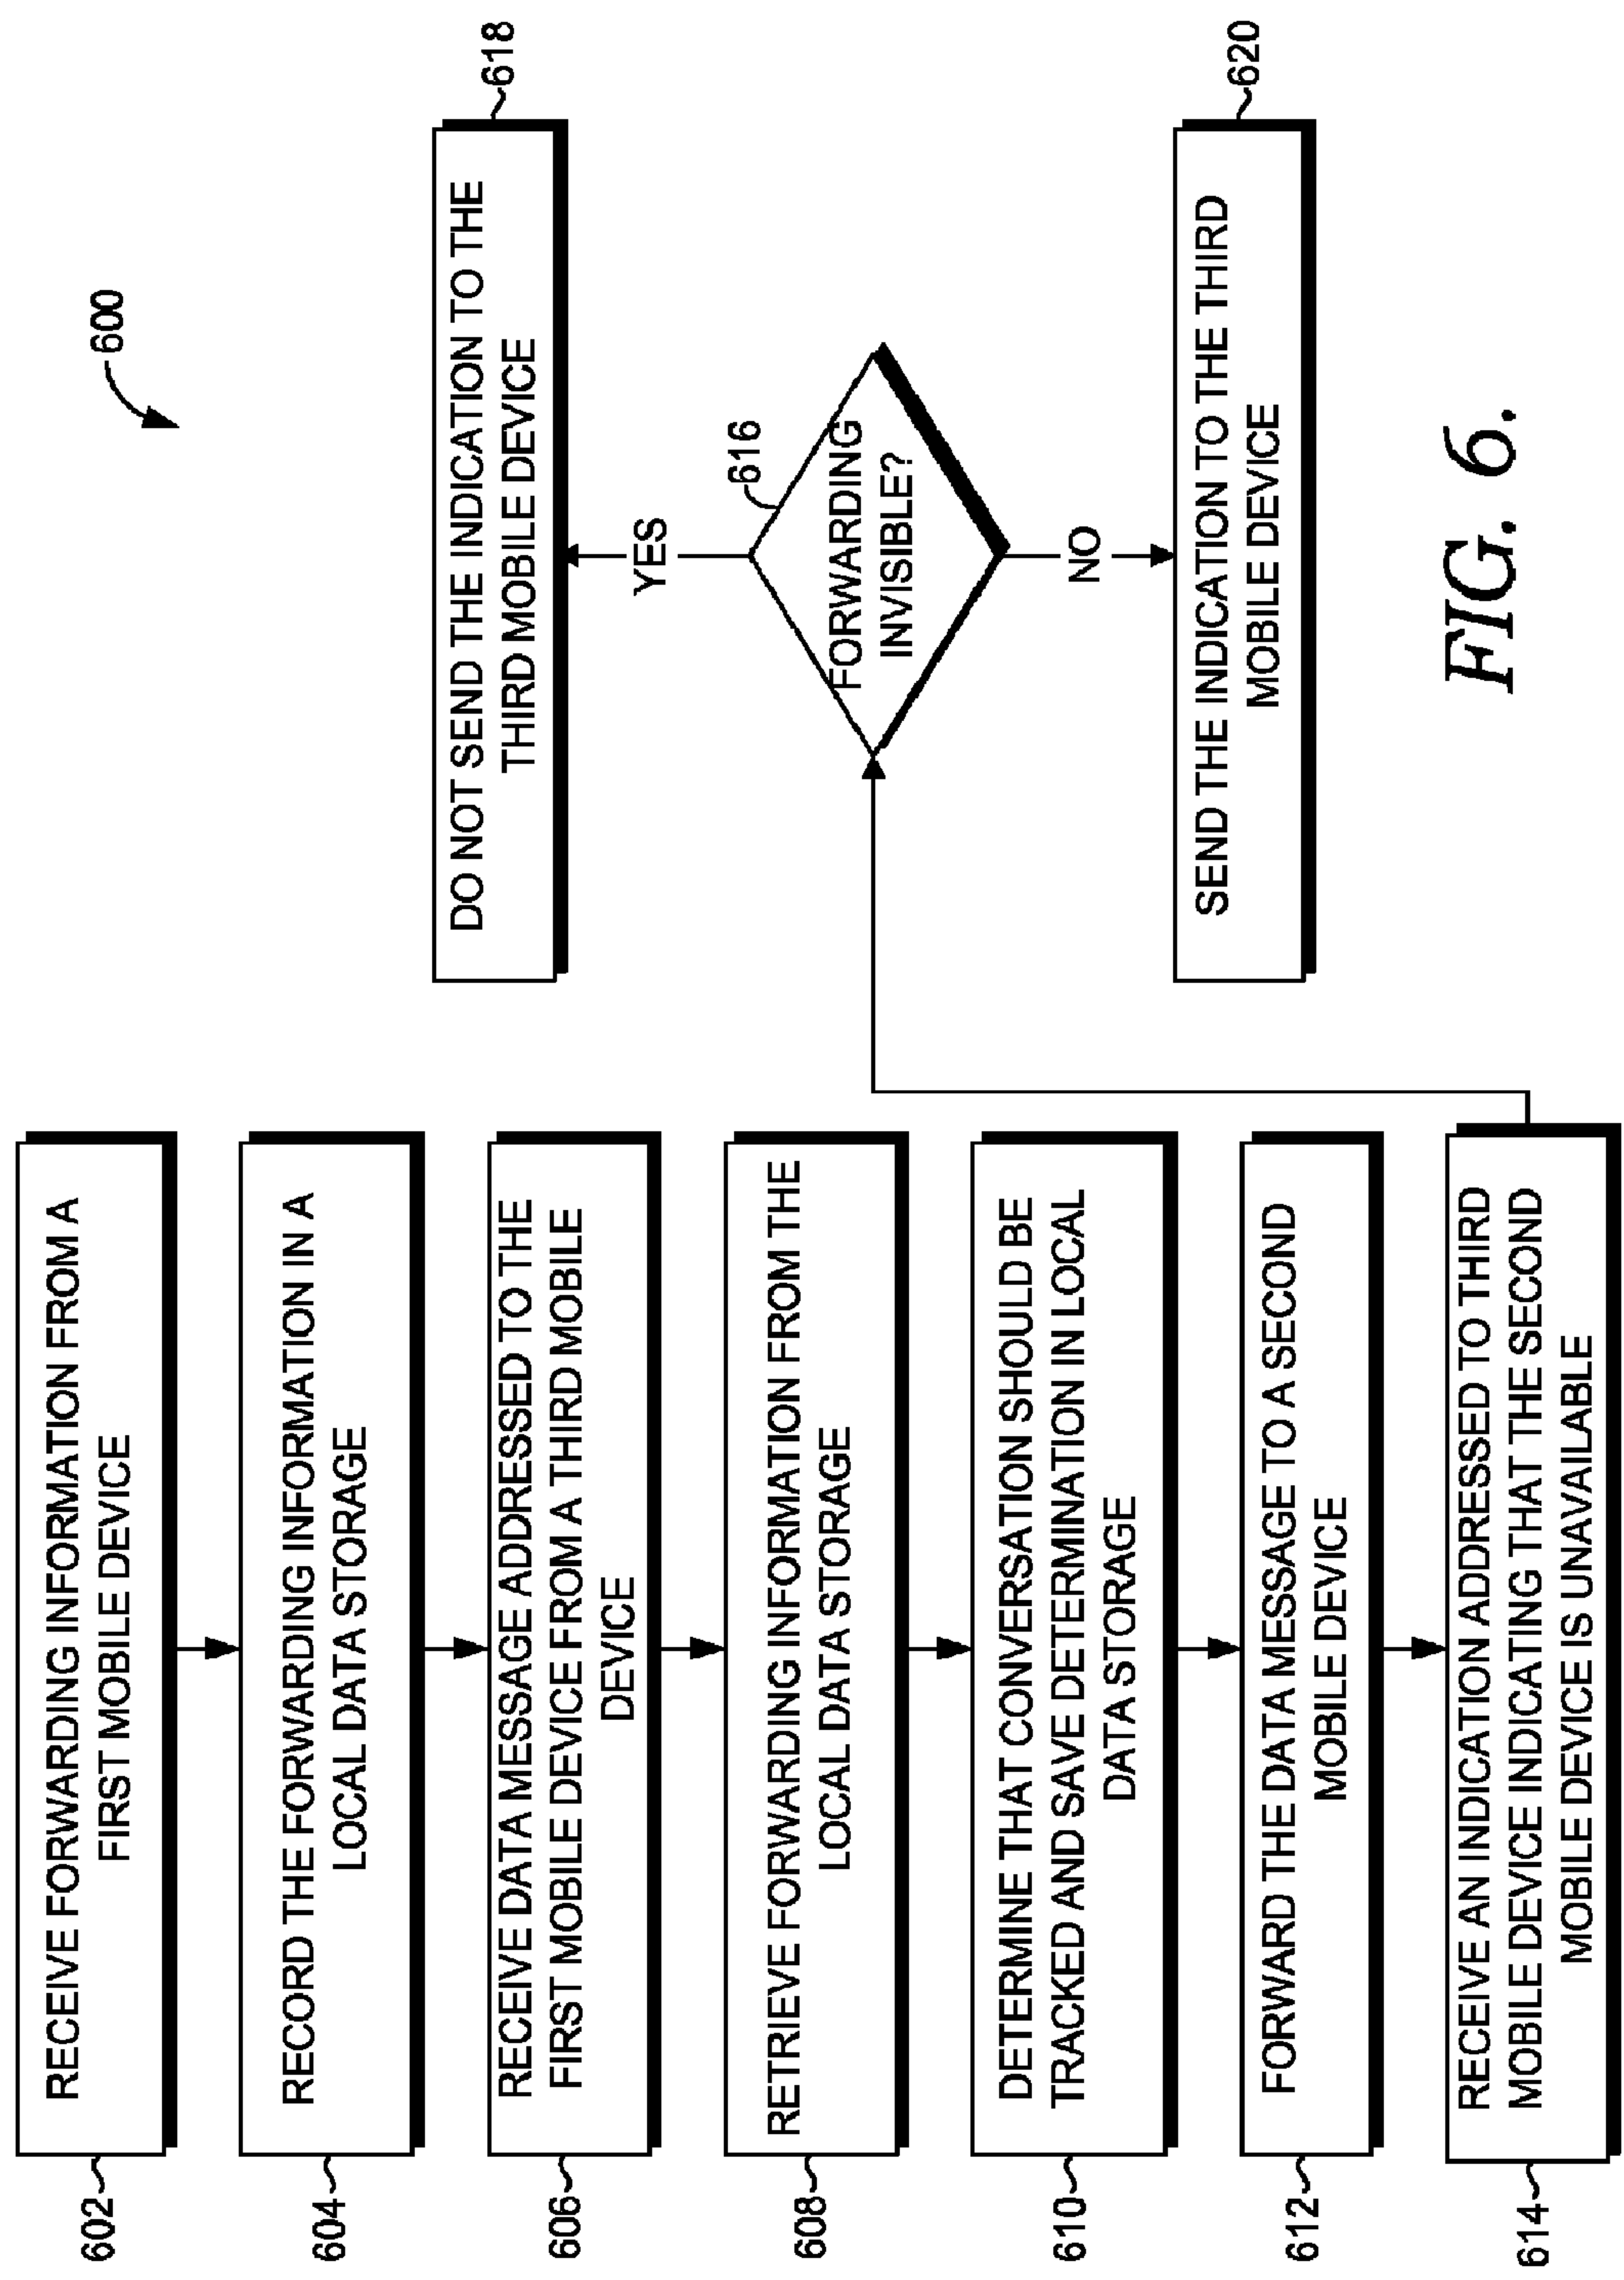 600
602
RECEIVE FORWARDING INFORMATION FROM A
FIRST MOBILE DEVICE
604
RECORD THE FORWARDING INFORMATION IN A
LOCAL DATA STORAGE
606
RECEIVE DATA MESSAGE ADDRESSED TO THE
FIRST MOBILE DEVICE FROM A THIRD MOBILE
DEVICE
608
RETRIEVE FORWARDING INFORMATION FROM THE
LOCAL DATA STORAGE
610
DETERMINE THAT CONVERSATION SHOULD BE
TRACKED AND SAVE DETERMINATION IN LOCAL
DATA STORAGE
612
FORWARD THE DATA MESSAGE TO A SECOND
MOBILE DEVICE
614
RECEIVE AN INDICATION ADDRESSED TO THIRD
MOBILE DEVICE INDICATING THAT THE SECOND
MOBILE DEVICE IS UNAVAILABLE
616
FORWARDING
INVISIBLE?
YES
618
DO NOT SEND THE INDICATION TO THE
THIRD MOBILE DEVICE
NO
620
SEND THE INDICATION TO THE THIRD
MOBILE DEVICE
FIG. 6.